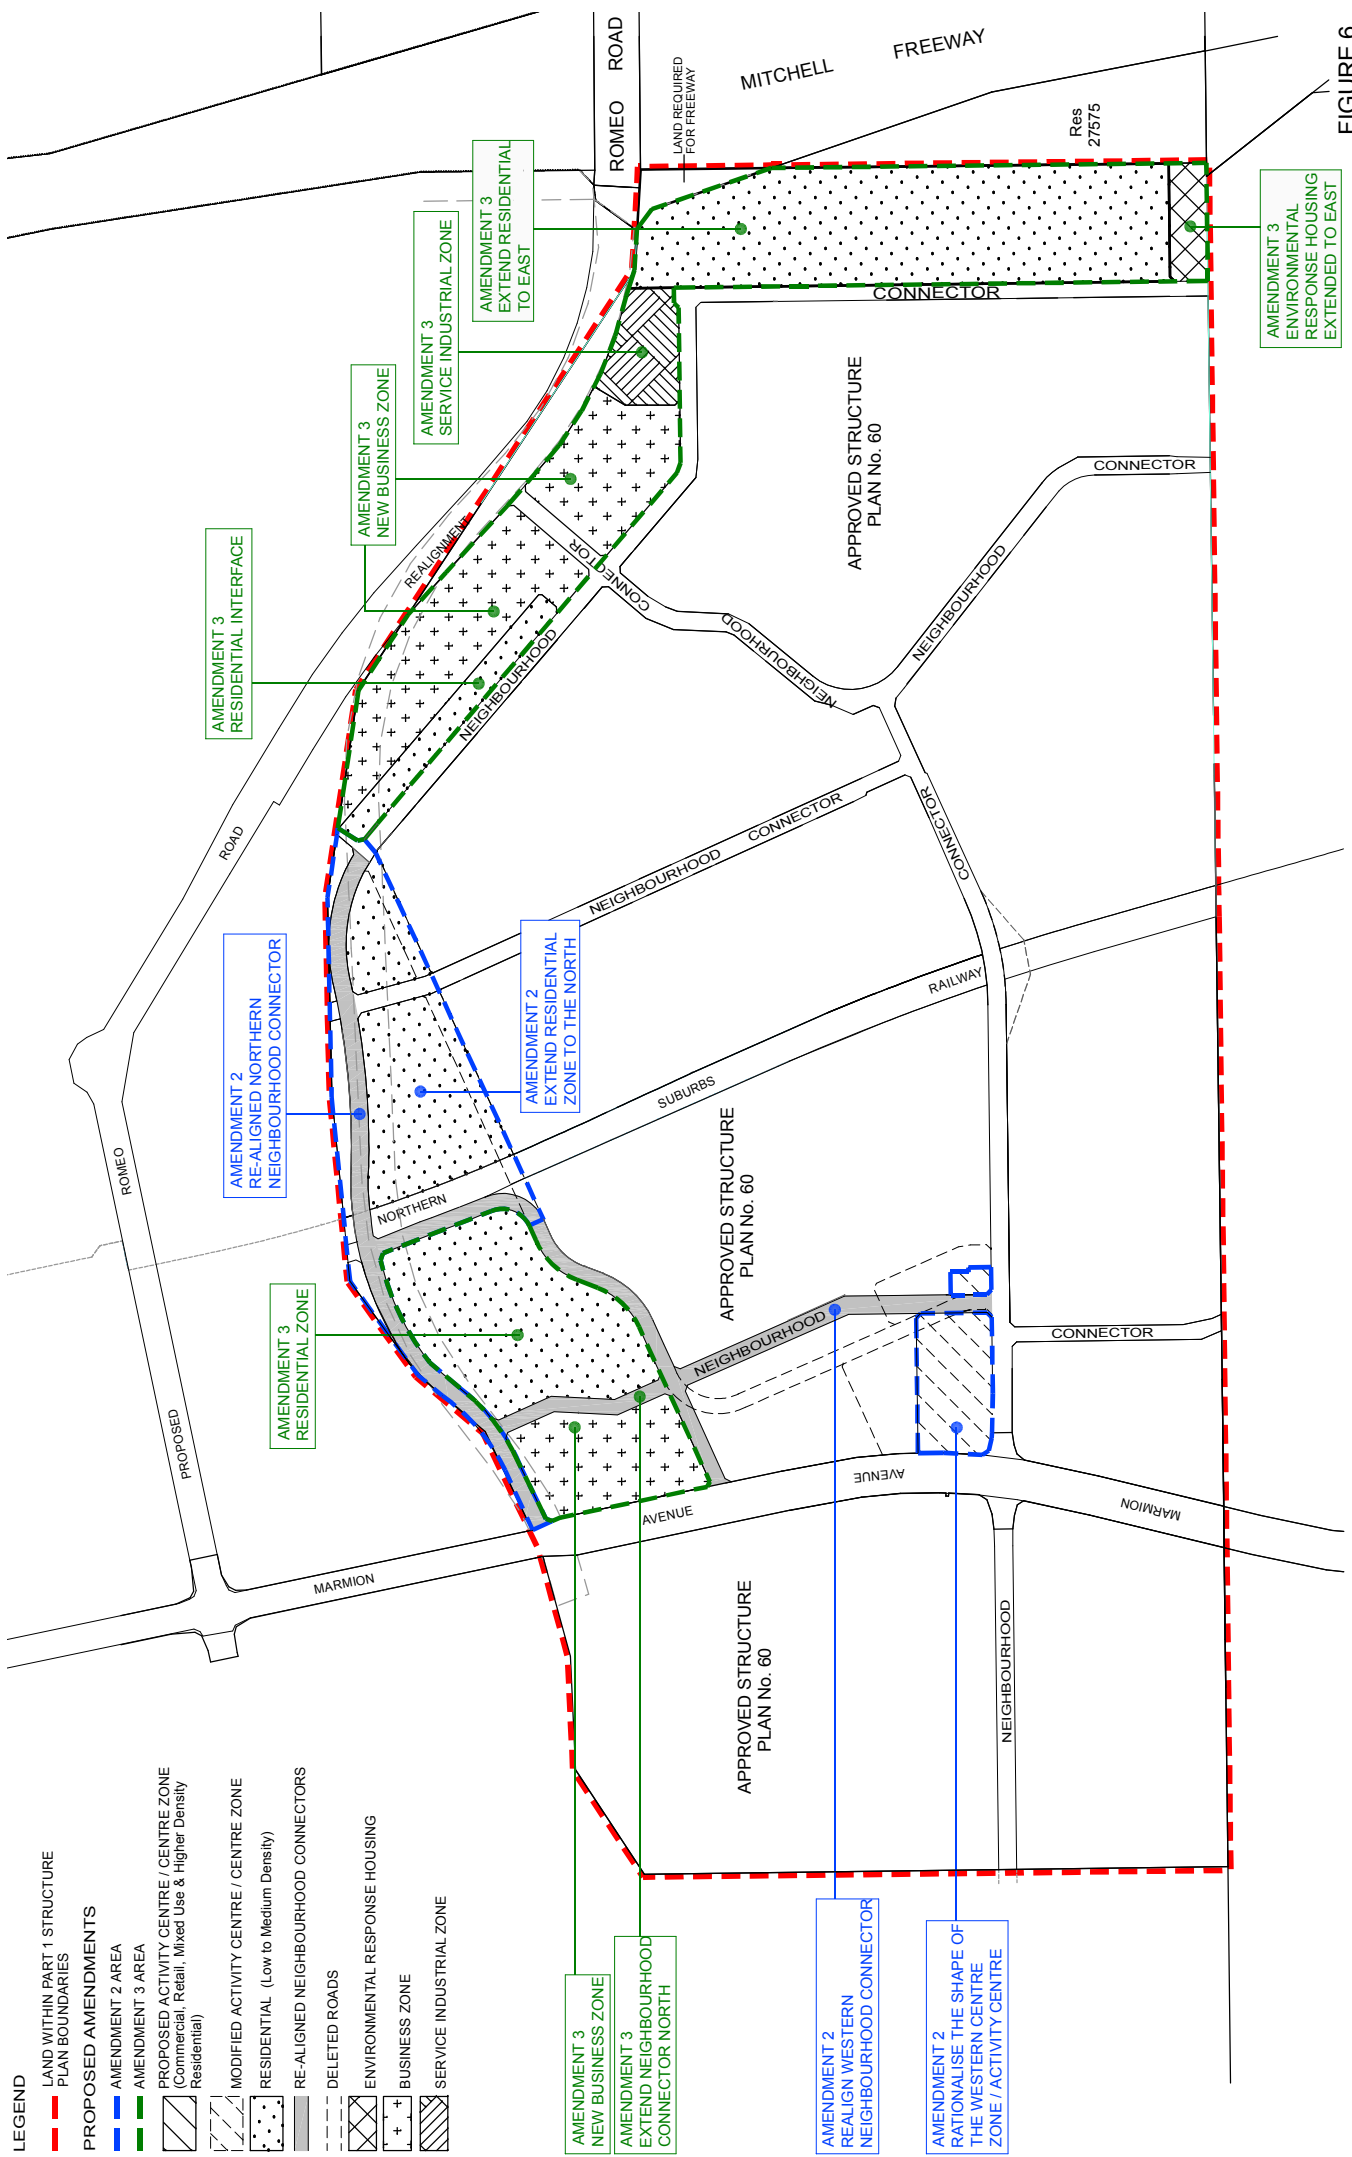 LEGEND
LAND WITHIN PART 1 STRUCTURE
PLAN BOUNDARIES
PROPOSED AMENDMENTS
AMENDMENT 2 AREA
AMENDMENT 3 AREA
PROPOSED ACTIVITY CENTRE / CENTRE ZONE
(Commercial, Retail, Mixed Use & Higher Density
Residential)
MODIFIED ACTIVITY CENTRE / CENTRE ZONE
RESIDENTIAL (Low to Medium Density)
RE-ALIGNED NEIGHBOURHOOD CONNECTORS
DELETED ROADS
ENVIRONMENTAL RESPONSE HOUSING
BUSINESS ZONE
SERVICE INDUSTRIAL ZONE
AMENDMENT 3
NEW BUSINESS ZONE
AMENDMENT 3
EXTEND NEIGHBOURHOOD
CONNECTOR NORTH
AMENDMENT 2
REALIGN WESTERN
NEIGHBOURHOOD CONNECTOR
AMENDMENT 2
RATIONALISE THE SHAPE OF
THE WESTERN CENTRE
ZONE / ACTIVITY CENTRE
AMENDMENT 3
RESIDENTIAL ZONE
AMENDMENT 2
RE-ALIGNED NORTHERN
NEIGHBOURHOOD CONNECTOR
AMENDMENT 2
EXTEND RESIDENTIAL
ZONE TO THE NORTH
AMENDMENT 3
RESIDENTIAL INTERFACE
AMENDMENT 3
NEW BUSINESS ZONE
AMENDMENT 3
SERVICE INDUSTRIAL ZONE
AMENDMENT 3
EXTEND RESIDENTIAL
TO EAST
AMENDMENT 3
ENVIRONMENTAL
RESPONSE HOUSING
EXTENDED TO EAST
PROPOSED
ROMEO
ROAD
REALIGNMENT
ROMEO ROAD
LAND REQUIRED
FOR FREEWAY
MITCHELL
FREEWAY
Res
27575
MARMION
AVENUE
AVENUE
MARMION
NORTHERN
SUBURBS
RAILWAY
NEIGHBOURHOOD
NEIGHBOURHOOD
CONNECTOR
NEIGHBOURHOOD
CONNECTOR
CONNECTOR
NEIGHBOURHOOD
CONNECTOR
NEIGHBOURHOOD
CONNECTOR
NEIGHBOURHOOD
CONNECTOR
NEIGHBOURHOOD
CONNECTOR
APPROVED STRUCTURE
PLAN No. 60
APPROVED STRUCTURE
PLAN No. 60
APPROVED STRUCTURE
PLAN No. 60
FIGURE 6